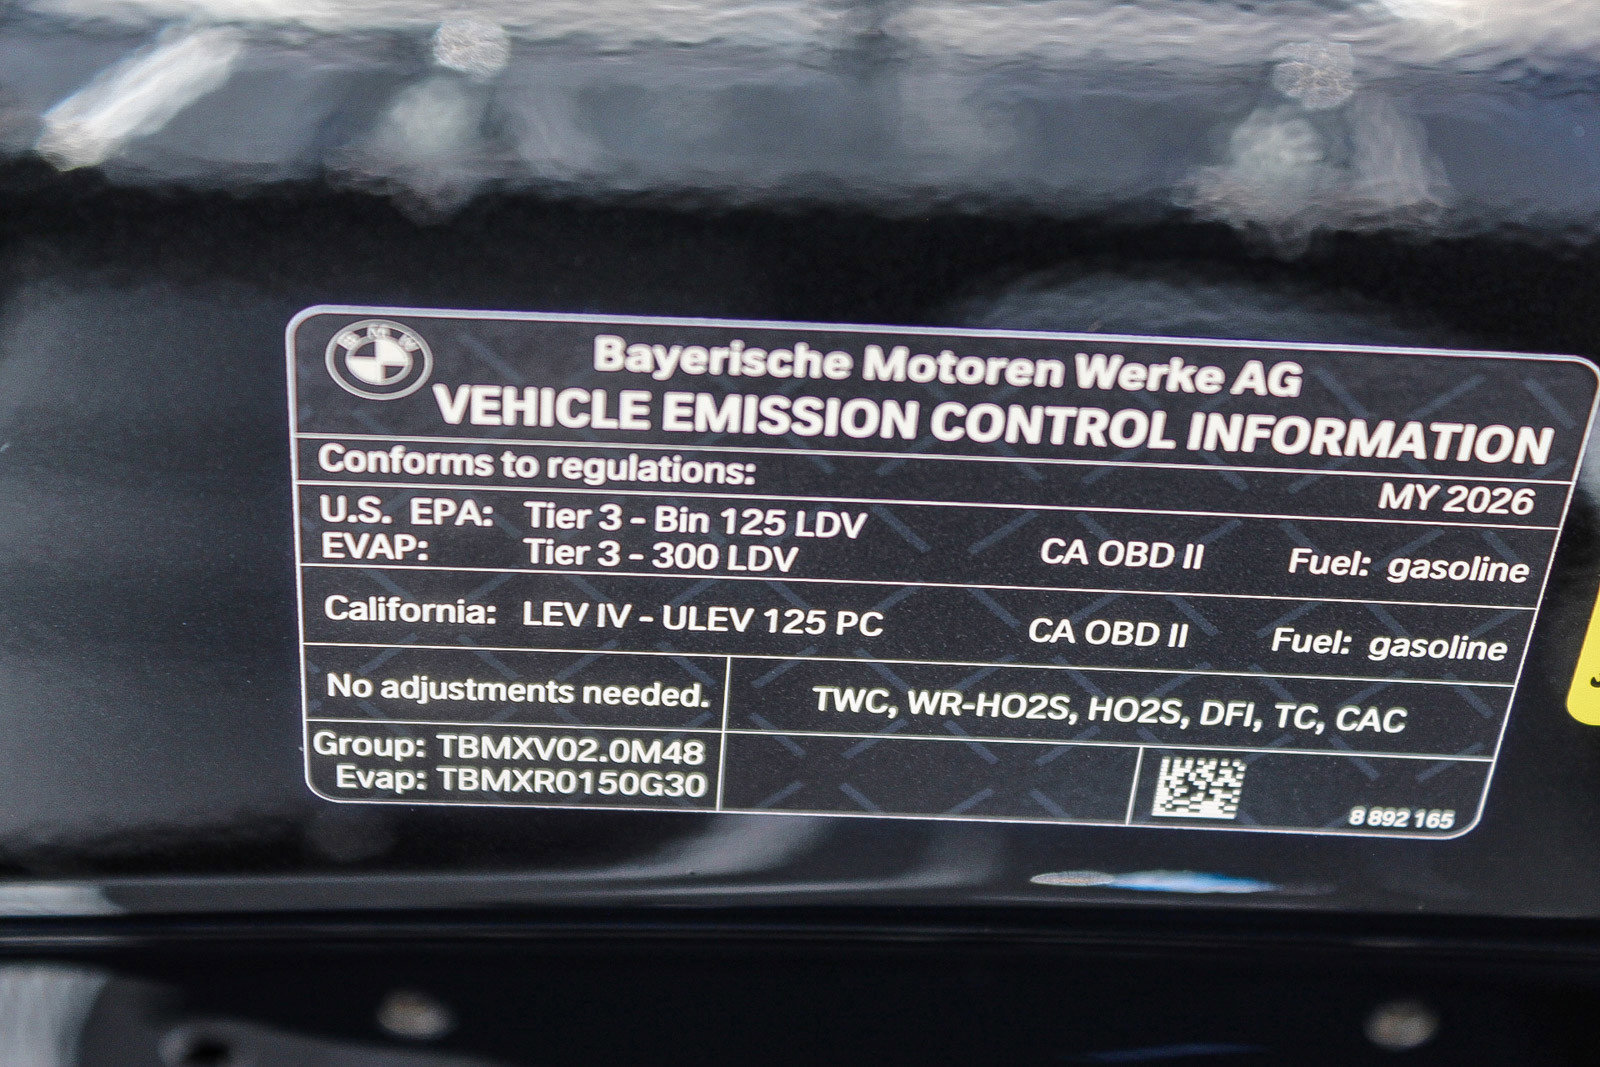 BMW
Bayerische Motoren Werke AG
VEHICLE EMISSION CONTROL INFORMATION
Conforms to regulations:
MY 2026
U.S. EPA: Tier 3 - Bin 125 LDV
EVAP: Tier 3 - 300 LDV
CA OBD II Fuel: gasoline
California: LEV IV - ULEV 125 PC CA OBD II Fuel: gasoline
No adjustments needed.
TWC, WR-HO2S, HO2S, DFI, TC, CAC
Group: TBMXV02.0M48
Evap: TBMXR0150G30
8 892 165